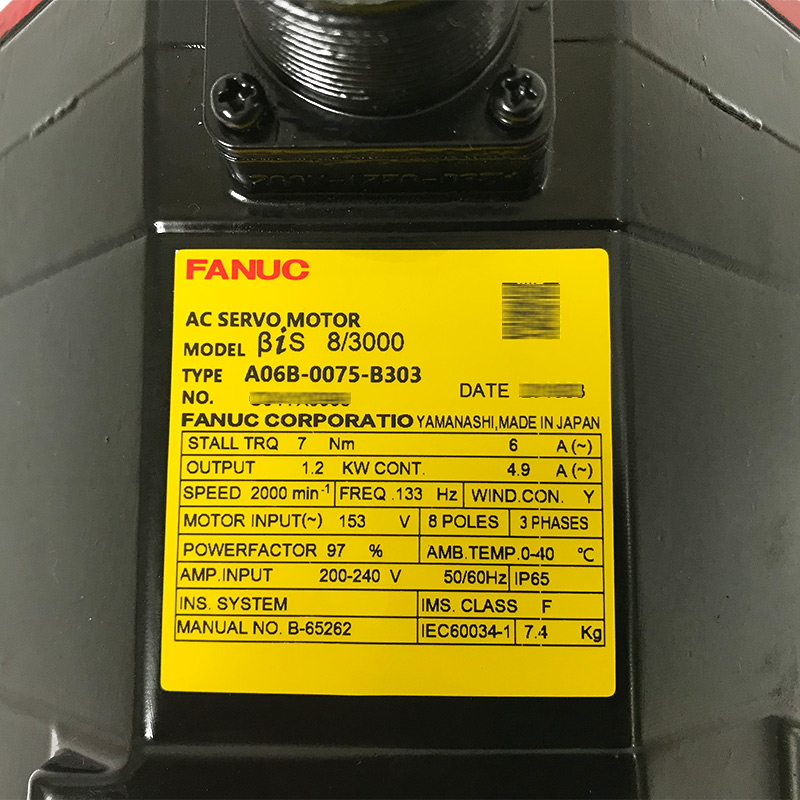 FANUC
AC SERVO MOTOR
MODEL βiS 8/3000
TYPE A06B-0075-B303
NO.
DATE
FANUC CORPORATIO YAMANASHI,MADE IN JAPAN
STALL TRQ 7 Nm 6 A(~)
OUTPUT 1.2 KW CONT. 4.9 A(~)
SPEED 2000 min-1 FREQ .133 Hz WIND.CON. Y
MOTOR INPUT(~) 153 V 8 POLES 3 PHASES
POWERFACTOR 97 % AMB.TEMP.0-40 ℃
AMP.INPUT 200-240 V 50/60Hz IP65
INS. SYSTEM IMS. CLASS F
MANUAL NO. B-65262 IEC60034-1 7.4 Kg